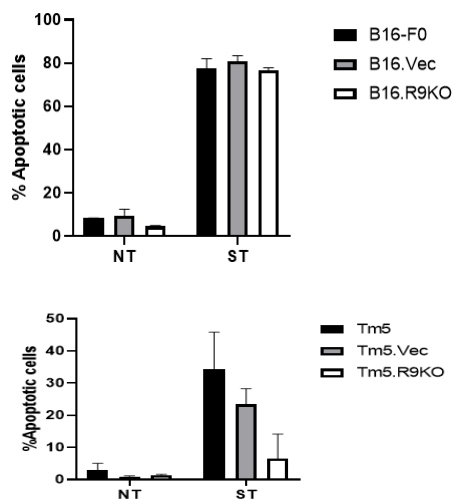 % Apoptotic cells
100
80
60
40
20
0
NT
ST
B16-F0
B16.Vec
B16.R9KO
%Apoptotic cells
50
40
30
20
10
0
NT
ST
Tm5
Tm5.Vec
Tm5.R9KO